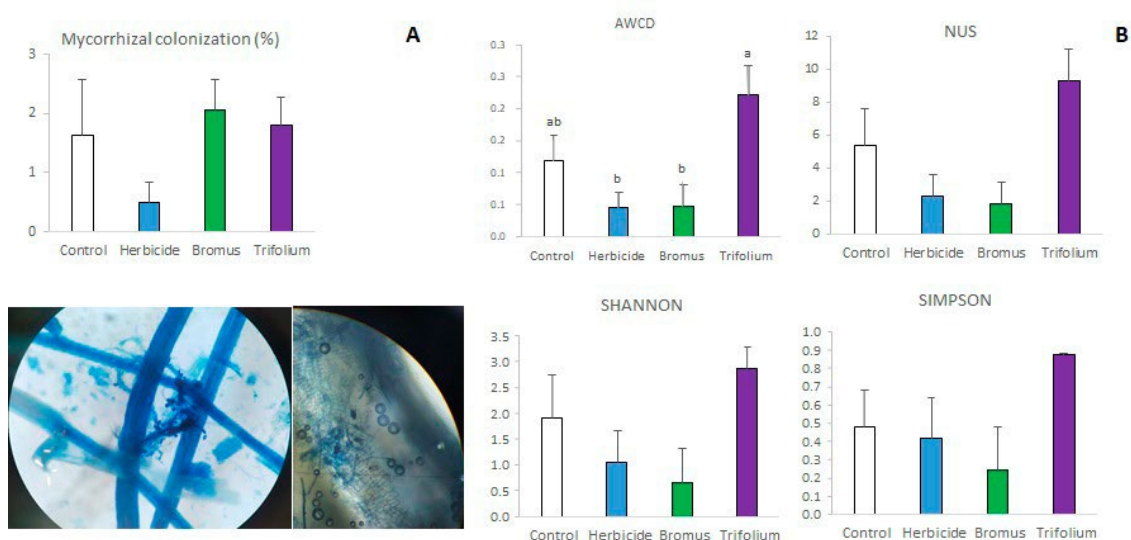 Mycorrhizal colonization (%)
A
3
2
1
0
Control Herbicide Bromus Trifolium
AWCD
0.3
0.3
0.2
0.2
0.1
0.1
0.0
ab
b
b
a
Control Herbicide Bromus Trifolium
NUS
B
12
10
8
6
4
2
0
Control Herbicide Bromus Trifolium
SHANNON
3.5
3.0
2.5
2.0
1.5
1.0
0.5
0.0
Control Herbicide Bromus Trifolium
SIMPSON
1.0
0.9
0.8
0.7
0.6
0.5
0.4
0.3
0.2
0.1
0.0
Control Herbicide Bromus Trifolium